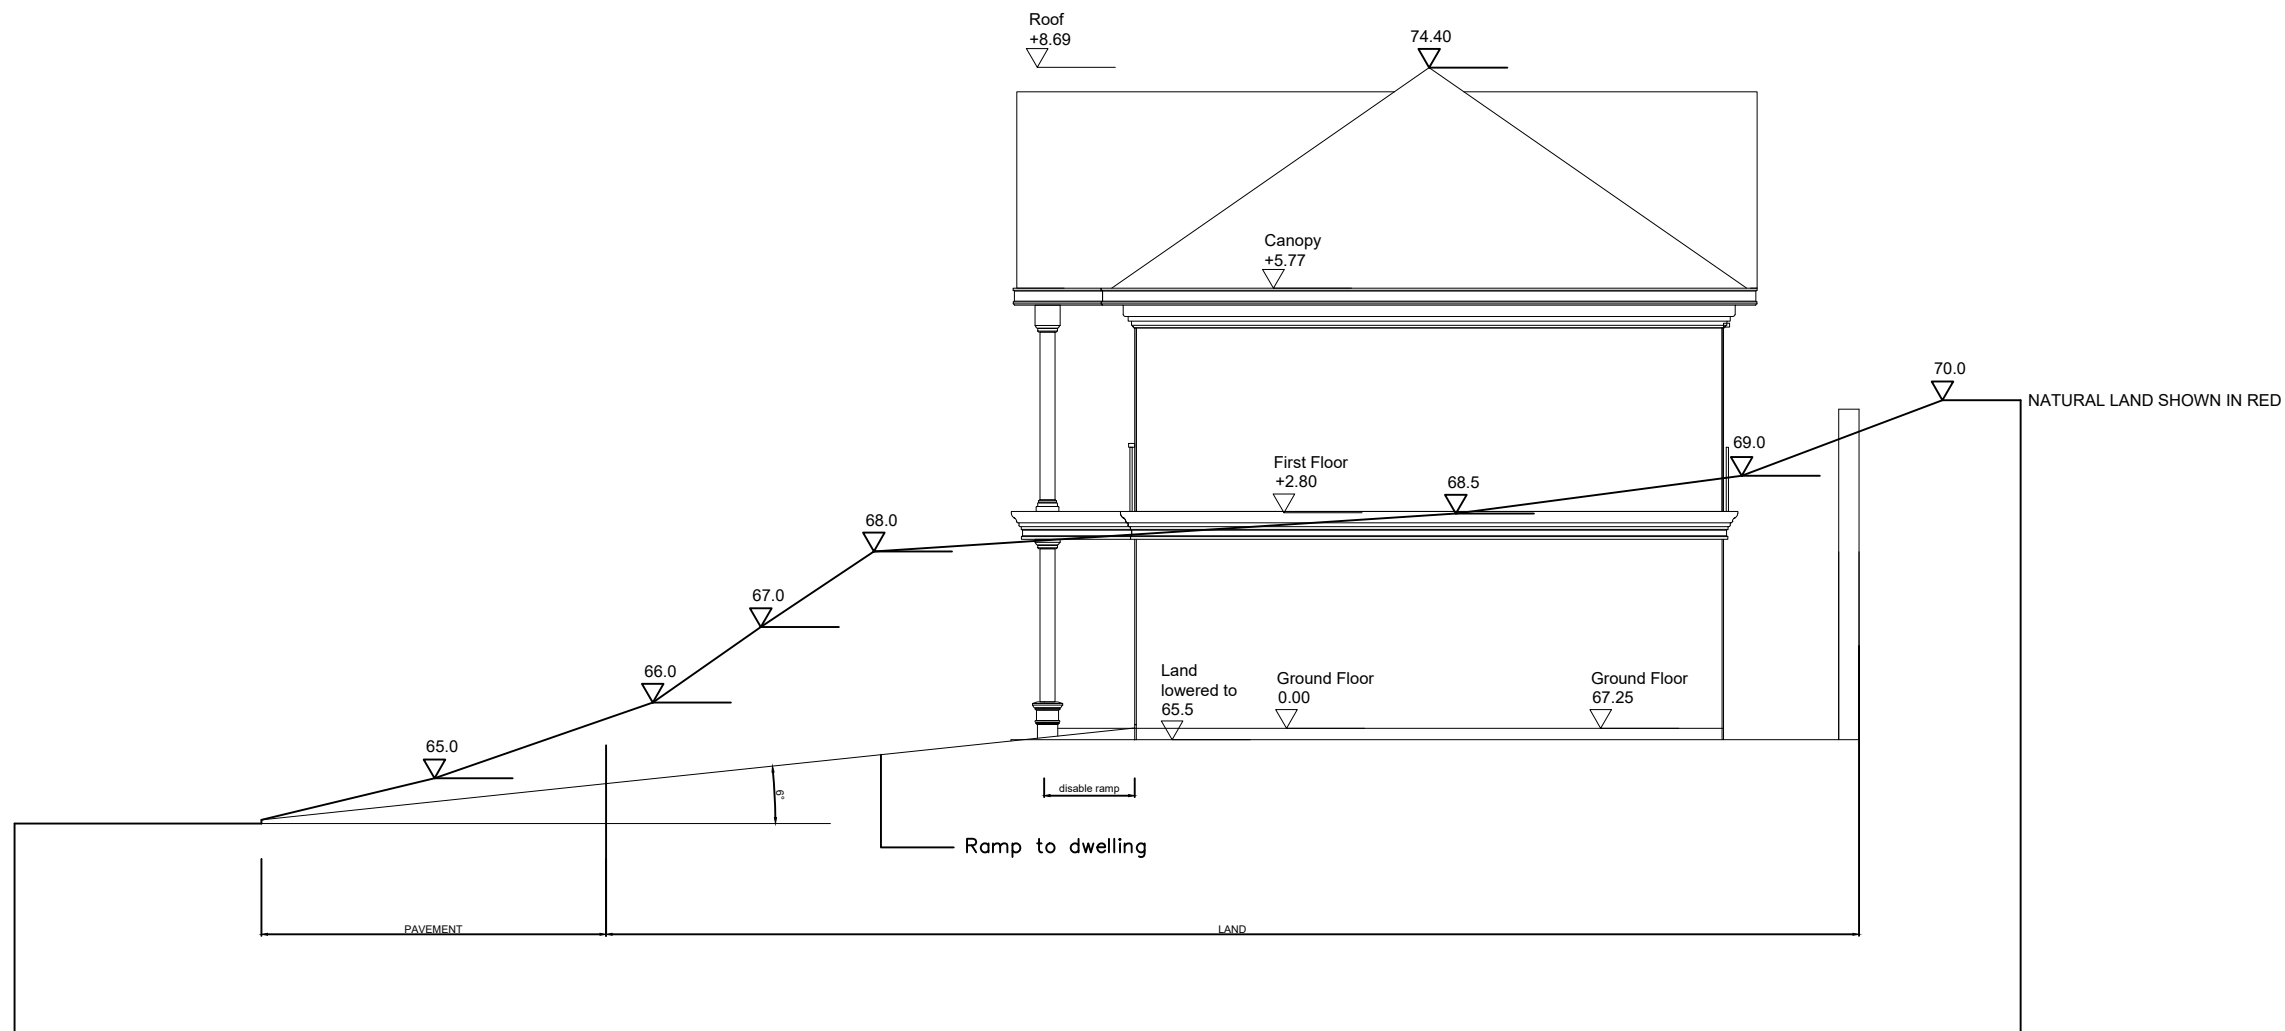 Roof
+8.69
74.40
Canopy
+5.77
70.0
NATURAL LAND SHOWN IN RED
69.0
First Floor
+2.80
68.5
68.0
67.0
66.0
Land
lowered to
65.5
Ground Floor
0.00
Ground Floor
67.25
65.0
disable ramp
6°
Ramp to dwelling
PAVEMENT
LAND